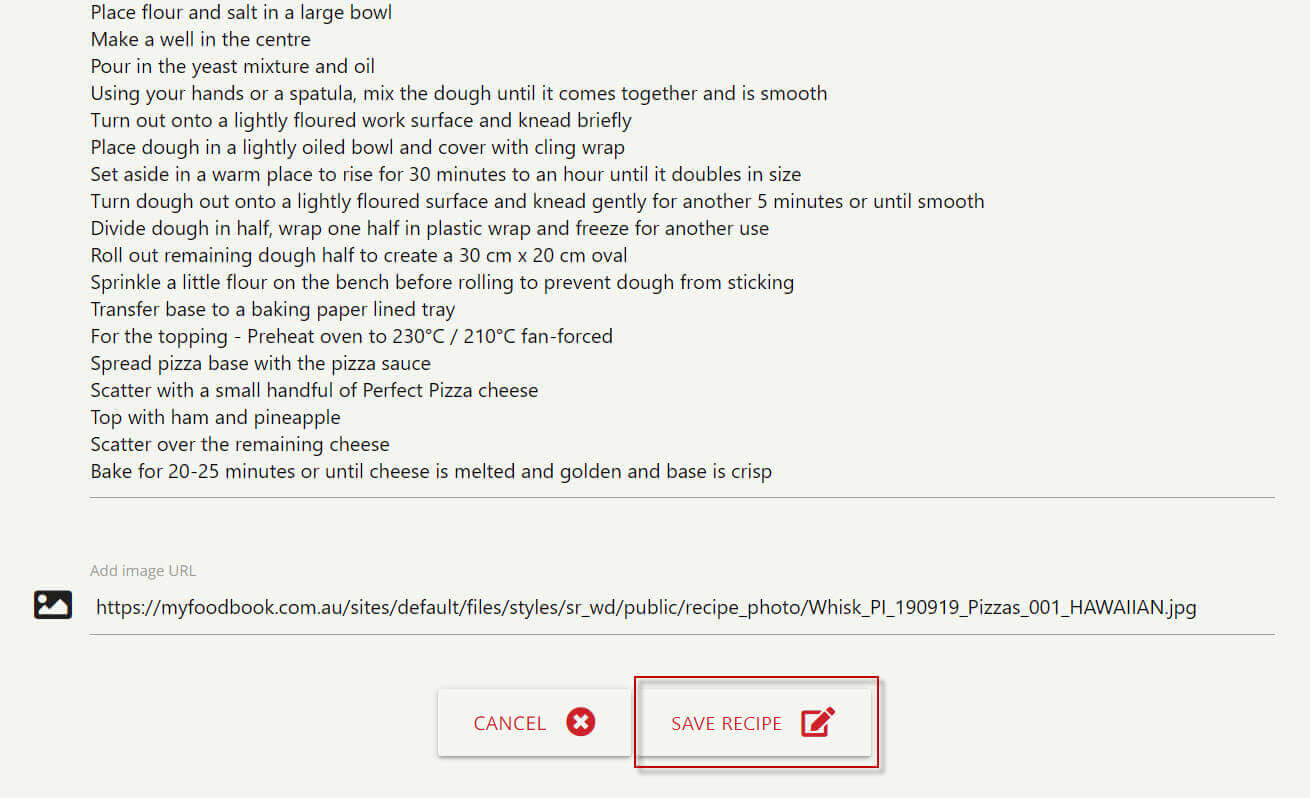 Place flour and salt in a large bowl
Make a well in the centre
Pour in the yeast mixture and oil
Using your hands or a spatula, mix the dough until it comes together and is smooth
Turn out onto a lightly floured work surface and knead briefly
Place dough in a lightly oiled bowl and cover with cling wrap
Set aside in a warm place to rise for 30 minutes to an hour until it doubles in size
Turn dough out onto a lightly floured surface and knead gently for another 5 minutes or until smooth
Divide dough in half, wrap one half in plastic wrap and freeze for another use
Roll out remaining dough half to create a 30 cm x 20 cm oval
Sprinkle a little flour on the bench before rolling to prevent dough from sticking
Transfer base to a baking paper lined tray
For the topping - Preheat oven to 230°C / 210°C fan-forced
Spread pizza base with the pizza sauce
Scatter with a small handful of Perfect Pizza cheese
Top with ham and pineapple
Scatter over the remaining cheese
Bake for 20-25 minutes or until cheese is melted and golden and base is crisp
Add image URL
https://myfoodbook.com.au/sites/default/files/styles/sr_wd/public/recipe_photo/Whisk_PI_190919_Pizzas_001_HAWAIIAN.jpg
CANCEL SAVE RECIPE